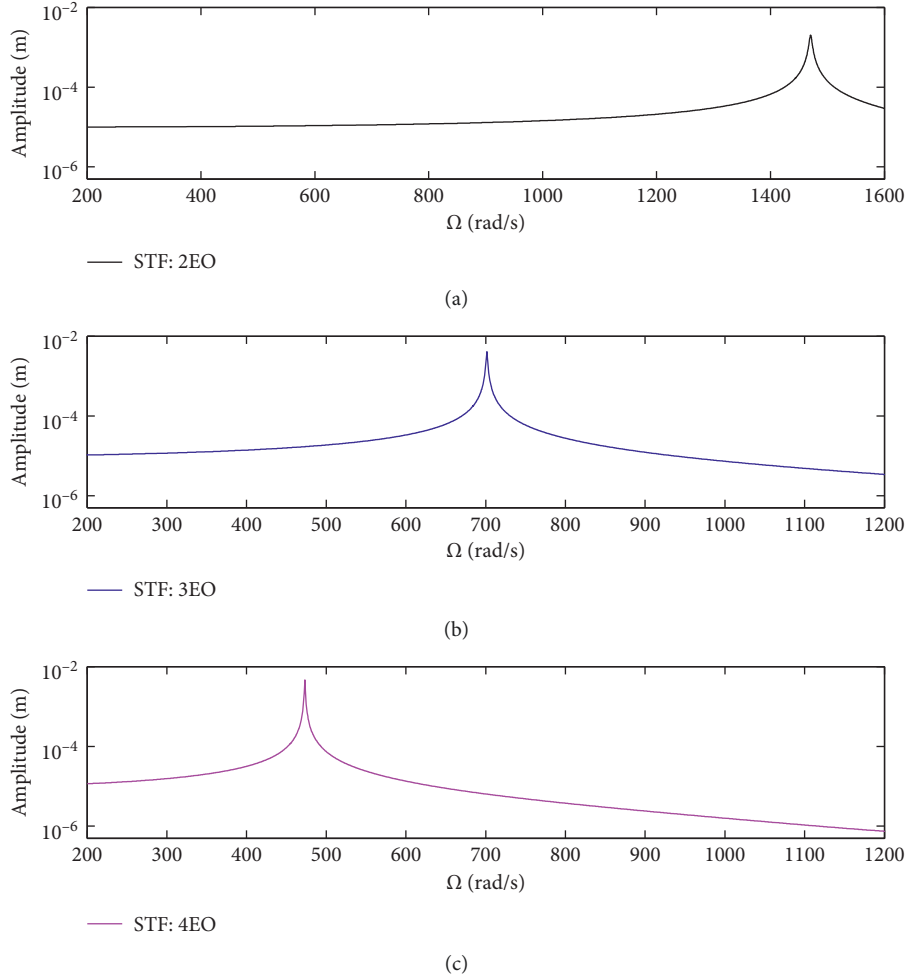 10⁻²
10⁻⁴
10⁻⁶
Amplitude (m)
200 400 600 800 1000 1200 1400 1600
Ω (rad/s)
STF: 2EO
(a)
10⁻²
10⁻⁴
10⁻⁶
Amplitude (m)
200 300 400 500 600 700 800 900 1000 1100 1200
Ω (rad/s)
STF: 3EO
(b)
10⁻²
10⁻⁴
10⁻⁶
Amplitude (m)
200 300 400 500 600 700 800 900 1000 1100 1200
Ω (rad/s)
STF: 4EO
(c)